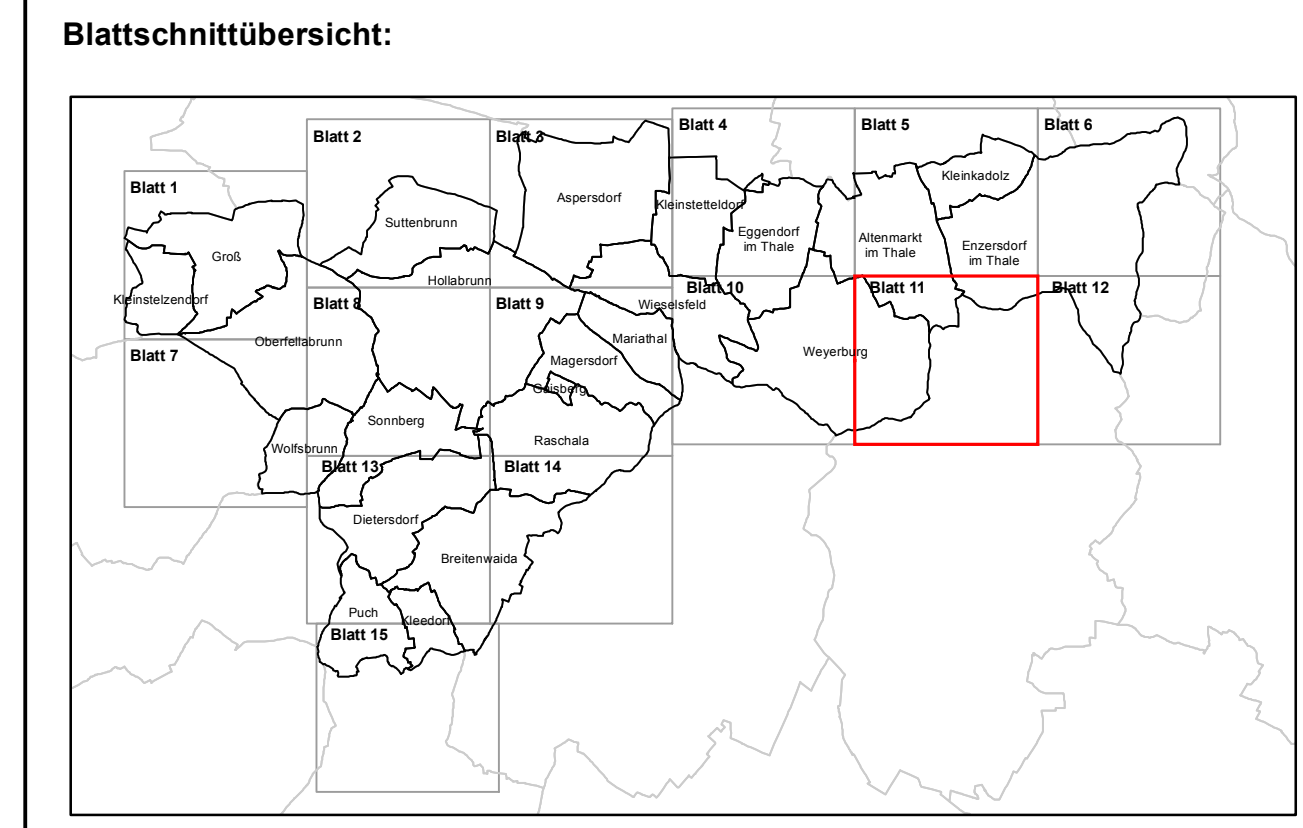 Blattschnittübersicht:
Blatt 4
Blatt 5
Blatt 6
Blatt 2
Blatt 3
Kleinkadolz
Blatt 1
Aspersdorf
Kleinstetteldorf
Suttenbrunn
Eggendorf
im Thale
Altenmarkt
im Thale
Enzersdorf
im Thale
Groß
Hollabrunn
Blatt 10
Blatt 11
Blatt 12
Kleinstelzendorf
Blatt 8
Blatt 9
Wieselsfeld
Oberfellabrunn
Mariathal
Blatt 7
Magersdorf
Weyerburg
Gaisberg
Sonnberg
Raschala
Wolfsbrunn
Blatt 13
Blatt 14
Dietersdorf
Breitenwaida
Puch
Kleedorf
Blatt 15